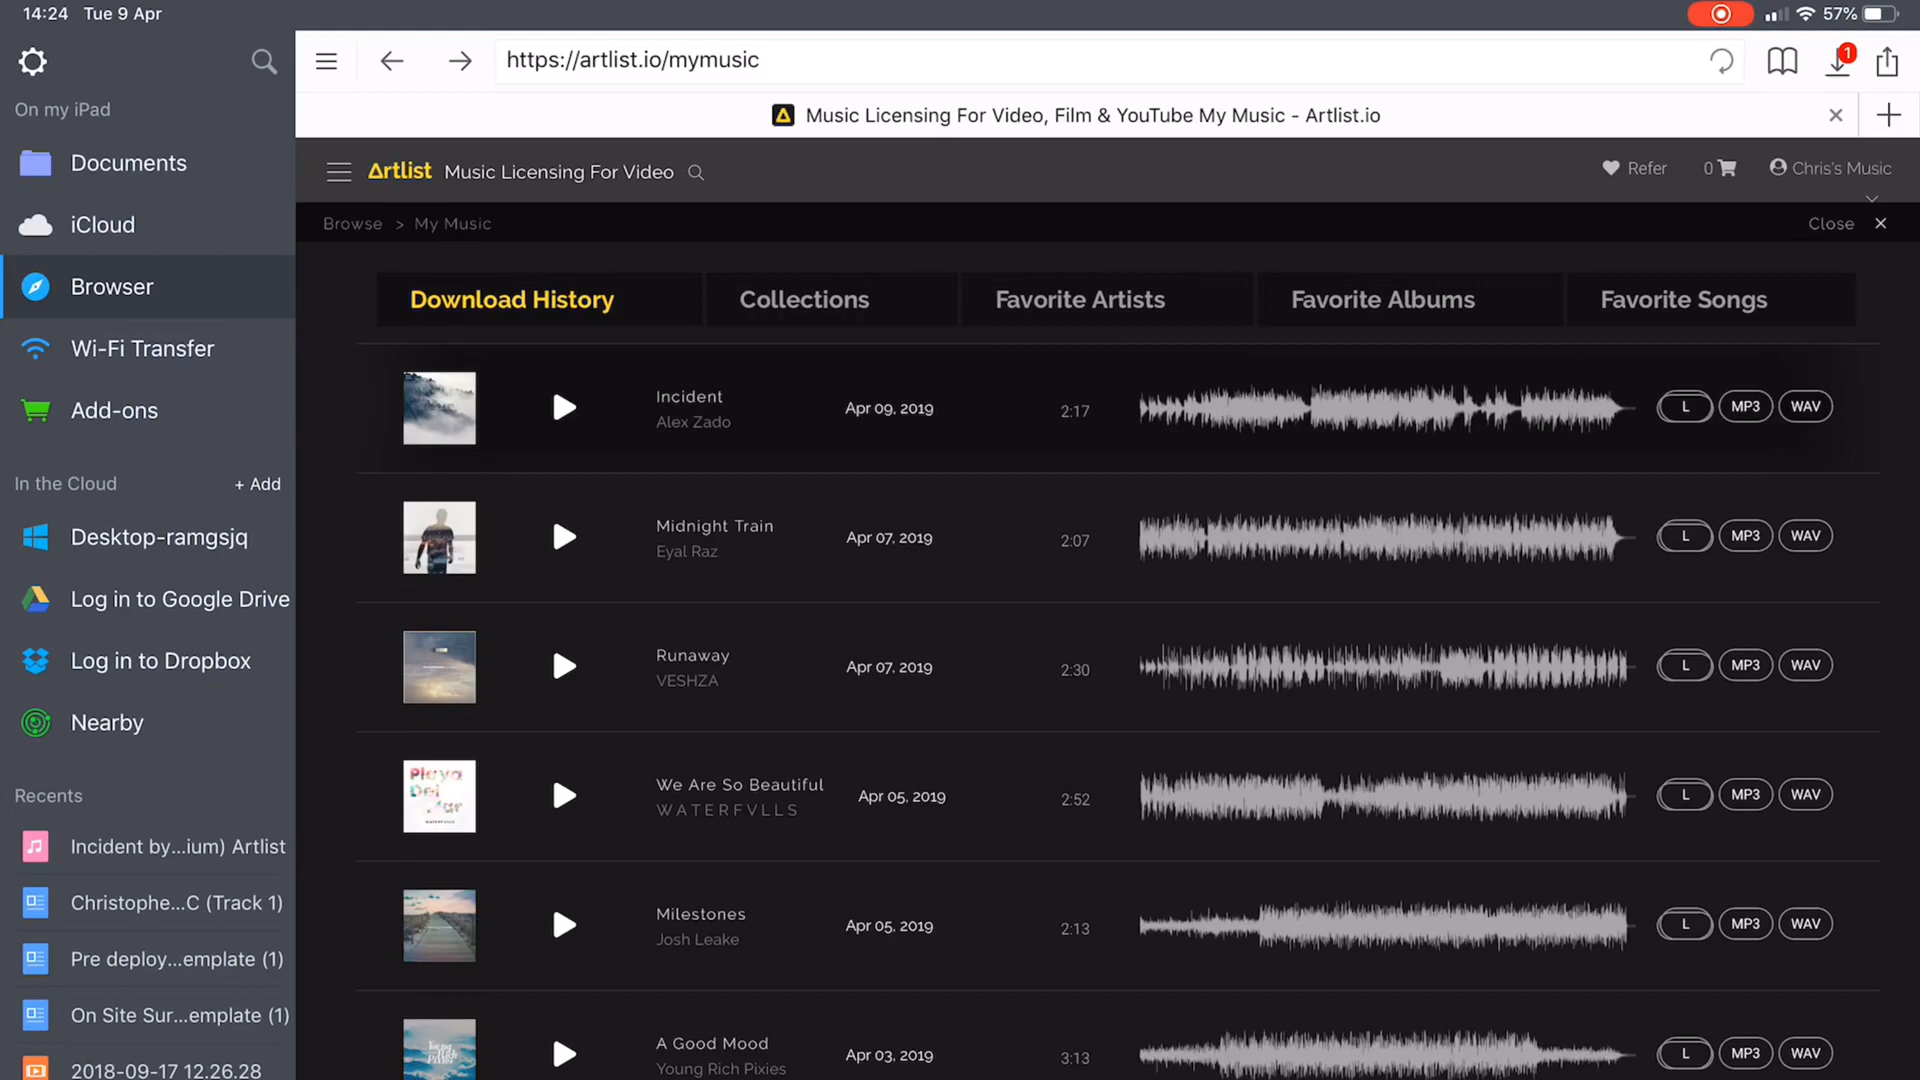 14:24 Tue 9 Apr
57%
On my iPad
Documents
iCloud
Browser
Wi-Fi Transfer
Add-ons
In the Cloud + Add
Desktop-ramgsjq
Log in to Google Drive
Log in to Dropbox
Nearby
Recents
Incident by...ium) Artlist
Christophe...C (Track 1)
Pre deploy...emplate (1)
On Site Sur...emplate (1)
2018-09-17 12.26.28
https://artlist.io/mymusic
1
Music Licensing For Video, Film & YouTube My Music - Artlist.io
Artlist Music Licensing For Video
Refer 0 Chris's Music
Browse > My Music
Close
Download History Collections Favorite Artists Favorite Albums Favorite Songs
Incident
Alex Zado
Apr 09, 2019 2:17 L MP3 WAV
Midnight Train
Eyal Raz
Apr 07, 2019 2:07 L MP3 WAV
Runaway
VESHZA
Apr 07, 2019 2:30 L MP3 WAV
Playa
Del
Mar
WATERFVLLS
We Are So Beautiful
WATERFVLLS
Apr 05, 2019 2:52 L MP3 WAV
Milestones
Josh Leake
Apr 05, 2019 2:13 L MP3 WAV
Young
Rich
Pixies
A Good Mood
Young Rich Pixies
Apr 03, 2019 3:13 L MP3 WAV